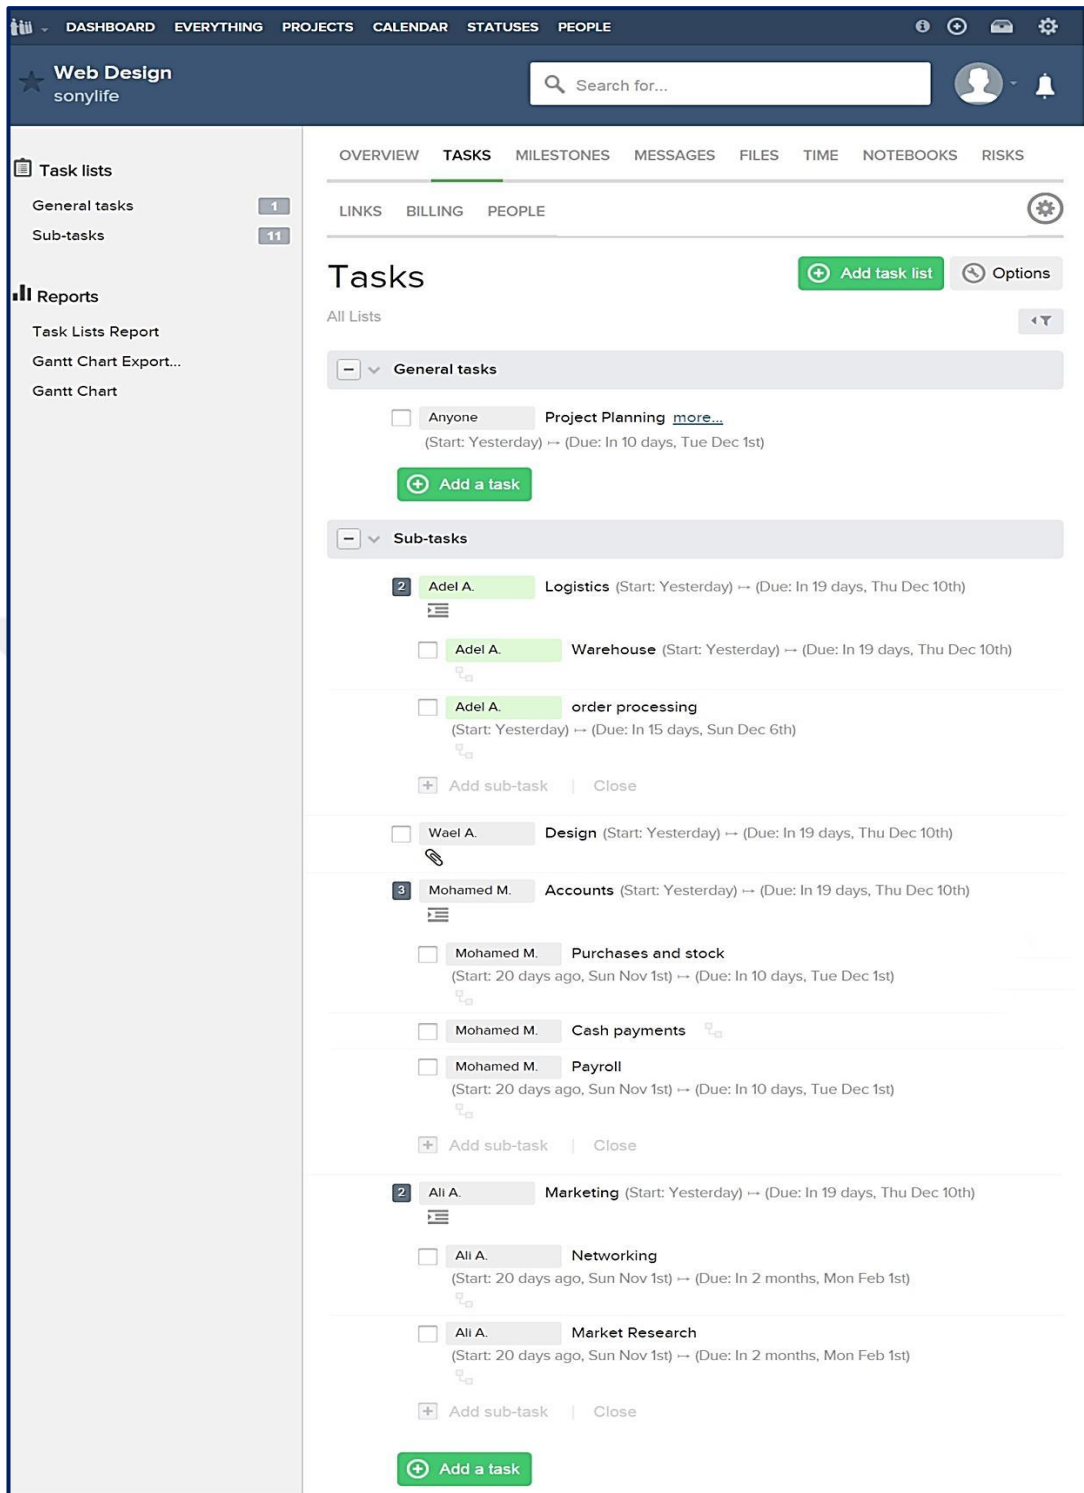 DASHBOARD EVERYTHING PROJECTS CALENDAR STATUSES PEOPLE
Web Design
sonylife
Search for...
Task lists
General tasks 1
Sub-tasks 11
Reports
Task Lists Report
Gantt Chart Export...
Gantt Chart
OVERVIEW TASKS MILESTONES MESSAGES FILES TIME NOTEBOOKS RISKS
LINKS BILLING PEOPLE
Tasks
Add task list
Options
All Lists
General tasks
Anyone Project Planning more...
(Start: Yesterday) ↔ (Due: In 10 days, Tue Dec 1st)
Add a task
Sub-tasks
2 Adel A. Logistics (Start: Yesterday) ↔ (Due: In 19 days, Thu Dec 10th)
Adel A. Warehouse (Start: Yesterday) ↔ (Due: In 19 days, Thu Dec 10th)
Adel A. order processing
(Start: Yesterday) ↔ (Due: In 15 days, Sun Dec 6th)
Add sub-task | Close
Wael A. Design (Start: Yesterday) ↔ (Due: In 19 days, Thu Dec 10th)
3 Mohamed M. Accounts (Start: Yesterday) ↔ (Due: In 19 days, Thu Dec 10th)
Mohamed M. Purchases and stock
(Start: 20 days ago, Sun Nov 1st) ↔ (Due: In 10 days, Tue Dec 1st)
Mohamed M. Cash payments
Mohamed M. Payroll
(Start: 20 days ago, Sun Nov 1st) ↔ (Due: In 10 days, Tue Dec 1st)
Add sub-task | Close
2 Ali A. Marketing (Start: Yesterday) ↔ (Due: In 19 days, Thu Dec 10th)
Ali A. Networking
(Start: 20 days ago, Sun Nov 1st) ↔ (Due: In 2 months, Mon Feb 1st)
Ali A. Market Research
(Start: 20 days ago, Sun Nov 1st) ↔ (Due: In 2 months, Mon Feb 1st)
Add sub-task | Close
Add a task